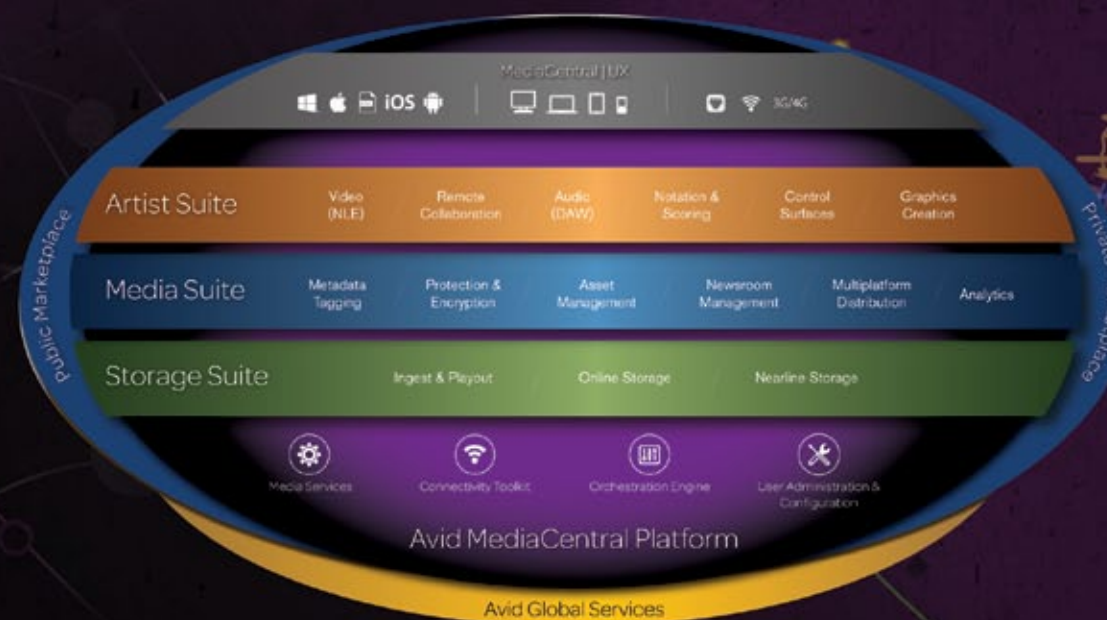 MediaCentral | UX
iOS
3G/4G
Artist Suite
Video
(NLE)
Remote
Collaboration
Audio
(DAW)
Notation &
Scoring
Control
Surfaces
Graphics
Creation
Media Suite
Metadata
Tagging
Protection &
Encryption
Asset
Management
Newsroom
Management
Multiplatform
Distribution
Analytics
Storage Suite
Ingest & Playout
Online Storage
Nearline Storage
Public Marketplace
Private
Media Services
Connectivity Toolkit
Orchestration Engine
User Administration &
Configuration
Avid MediaCentral Platform
Avid Global Services